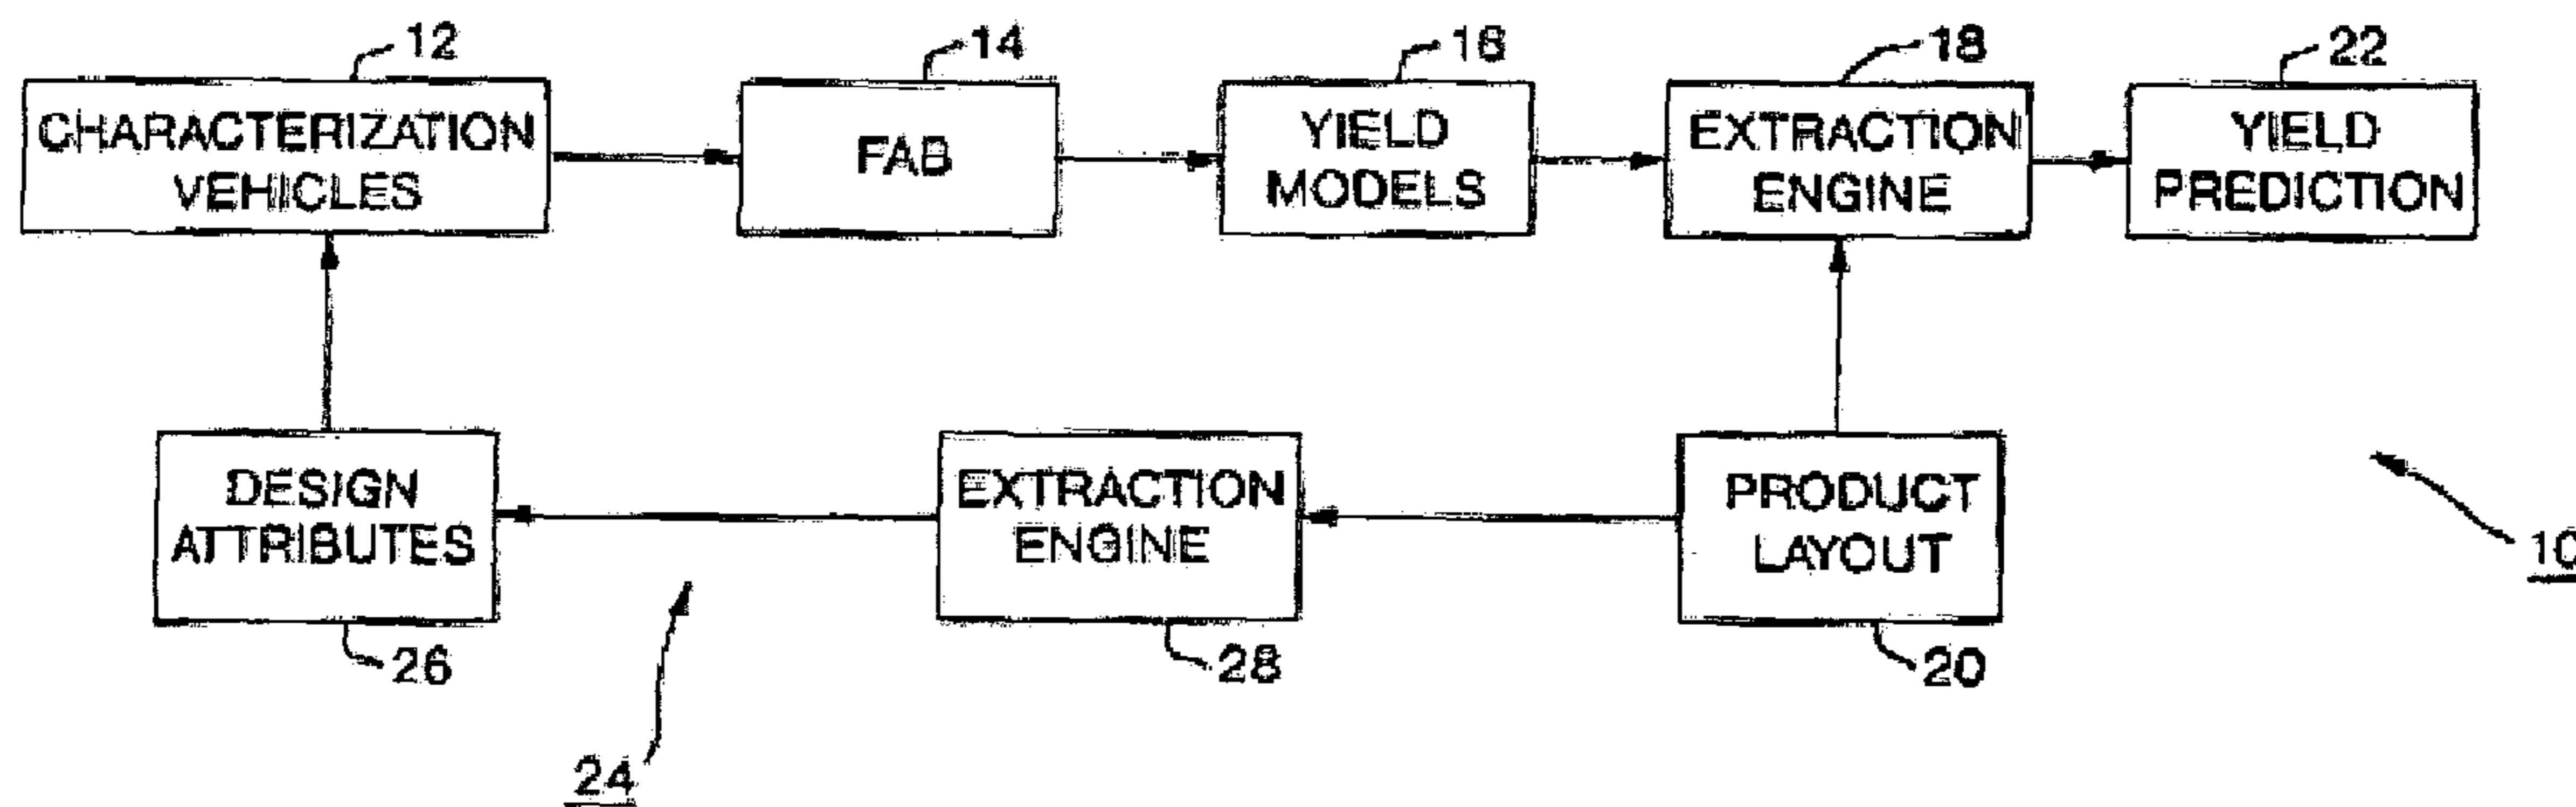 12
14
16
18
22
CHARACTERIZATION
VEHICLES
FAB
YIELD
MODELS
EXTRACTION
ENGINE
YIELD
PREDICTION
DESIGN
ATTRIBUTES
EXTRACTION
ENGINE
PRODUCT
LAYOUT
10
26
28
20
24